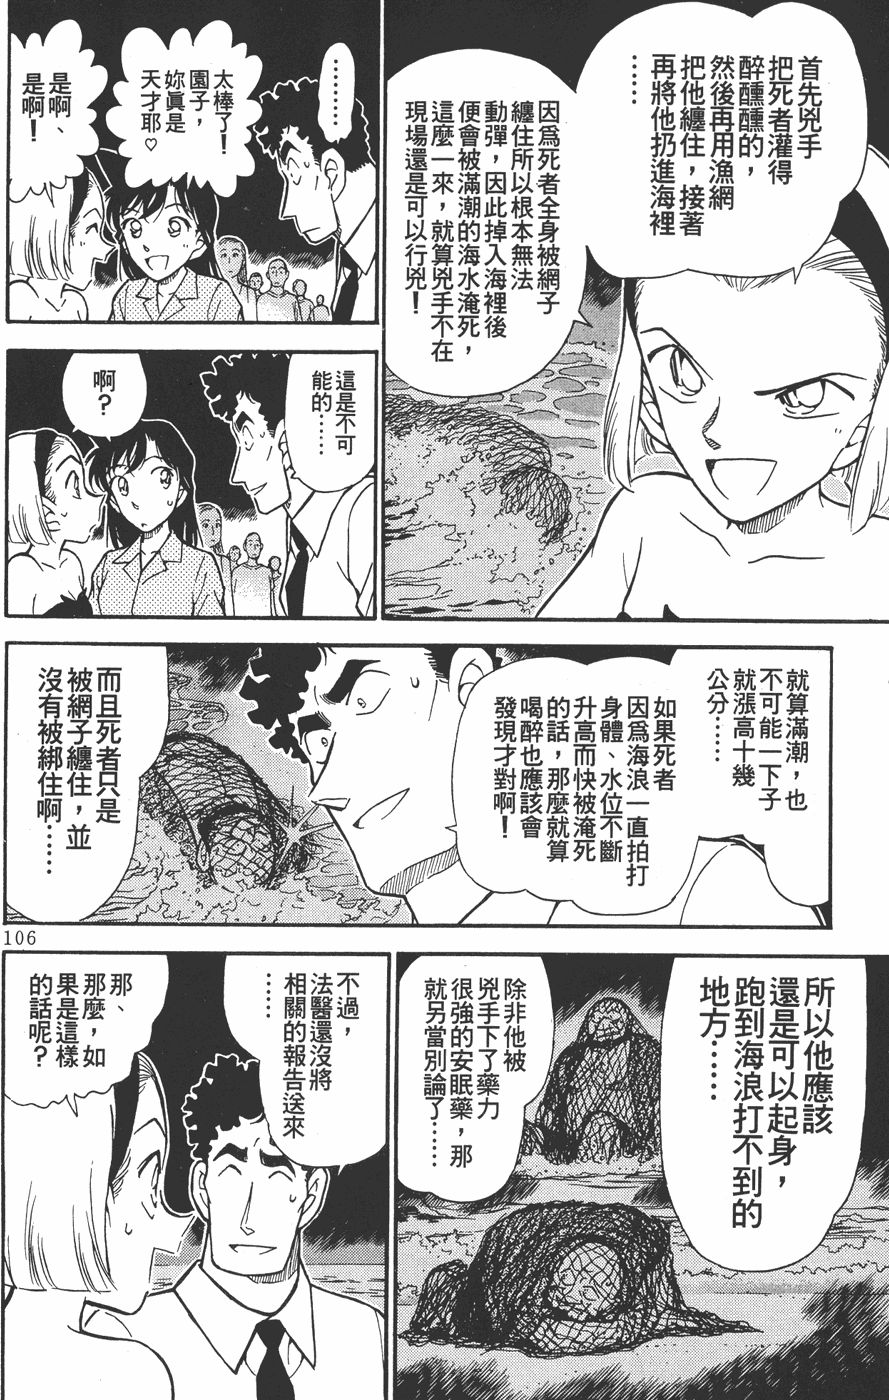 首先兇手
把死者灌得
醉醺醺的，
然後再用漁網
把他纏住，接著
再將他扔進海裡
……
因為死者全身被網子
纏住所以根本無法
動彈，因此掉入海裡後
便會被滿潮的海水淹死，
這麼一來，就算兇手不在
現場還是可以行兇！
………
太棒了！
園子，
妳真是
天才耶♡
是啊、
是啊！
這是不可
能的……
啊？
就算滿潮，也
不可能一下子
就漲高十幾
公分……
如果死者
因為海浪一直拍打
身體、水位不斷
升高而快被淹死
的話，那麼就算
喝醉也應該會
發現才對啊！
而且死者只是
被網子纏住，並
沒有被綁住啊……
106
所以他應該
還是可以起身，
跑到海浪打不到的
地方……
除非他被
兇手下了藥力
很強的安眠藥，那
就另當別論了……
不過，
法醫還沒將
相關的報告送來
……
那、
那麼，如
果是這樣
的話呢？